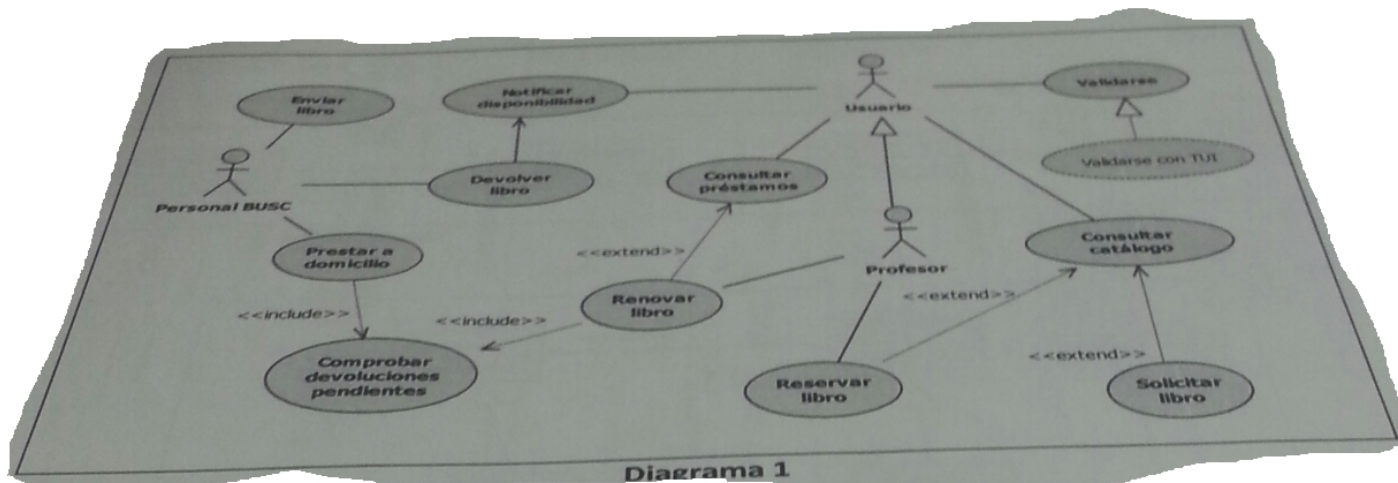 Enviar
libro
Notificar
disponibilidad
Usuario
Validarse
Validarse con TUI
Personal BUSC
Devolver
libro
Consultar
préstamos
Prestar a
domicilio
<<extend>>
Profesor
Consultar
catálogo
<<include>>
<<include>>
Renovar
libro
<<extend>>
Comprobar
devoluciones
pendientes
Reservar
libro
<<extend>>
Solicitar
libro
Diagrama 1